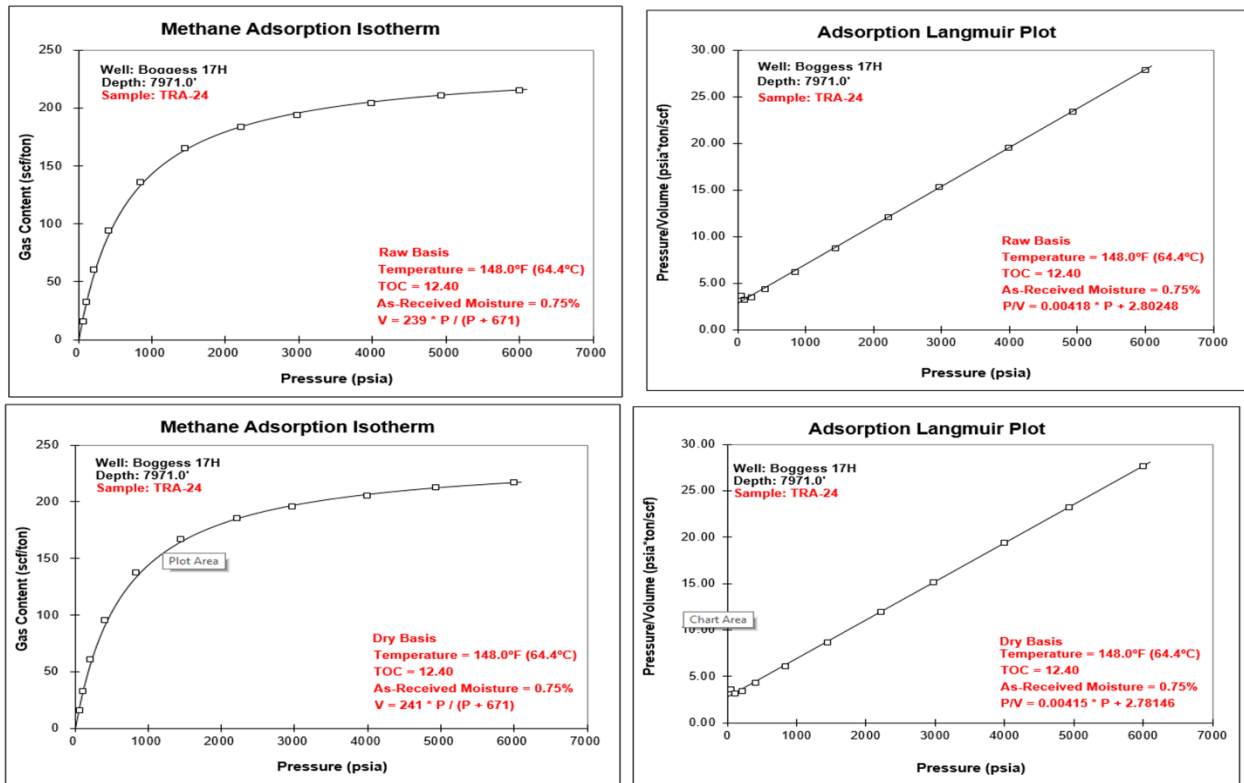 Methane Adsorption Isotherm
250
200
150
100
50
0
Gas Content (scf/ton)
Well: Boggess 17H
Depth: 7971.0'
Sample: TRA-24
Raw Basis
Temperature = 148.0ºF (64.4ºC)
TOC = 12.40
As-Received Moisture = 0.75%
V = 239 * P / (P + 671)
0 1000 2000 3000 4000 5000 6000 7000
Pressure (psia)
Adsorption Langmuir Plot
30.00
25.00
20.00
15.00
10.00
5.00
0.00
Pressure/Volume (psia*ton/scf)
Well: Boggess 17H
Depth: 7971.0'
Sample: TRA-24
Raw Basis
Temperature = 148.0ºF (64.4ºC)
TOC = 12.40
As-Received Moisture = 0.75%
P/V = 0.00418 * P + 2.80248
0 1000 2000 3000 4000 5000 6000 7000
Pressure (psia)
Methane Adsorption Isotherm
250
200
150
100
50
0
Gas Content (scf/ton)
Well: Boggess 17H
Depth: 7971.0'
Sample: TRA-24
Plot Area
Dry Basis
Temperature = 148.0ºF (64.4ºC)
TOC = 12.40
As-Received Moisture = 0.75%
V = 241 * P / (P + 671)
0 1000 2000 3000 4000 5000 6000 7000
Pressure (psia)
Adsorption Langmuir Plot
30.00
25.00
20.00
15.00
10.00
5.00
0.00
Pressure/Volume (psia*ton/scf)
Well: Boggess 17H
Depth: 7971.0'
Sample: TRA-24
Chart Area
Dry Basis
Temperature = 148.0ºF (64.4ºC)
TOC = 12.40
As-Received Moisture = 0.75%
P/V = 0.00415 * P + 2.78146
0 1000 2000 3000 4000 5000 6000 7000
Pressure (psia)